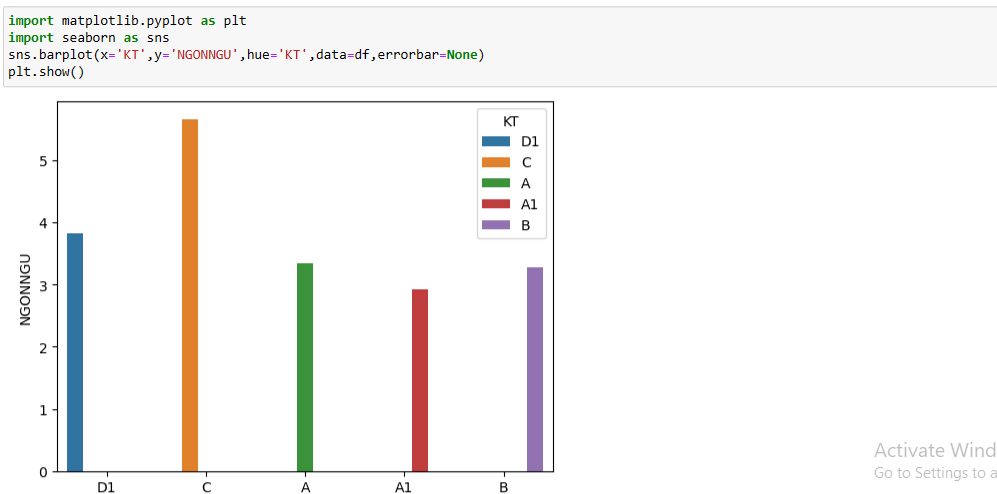 import matplotlib.pyplot as plt
import seaborn as sns
sns.barplot(x='KT',y='NGONNGU',hue='KT',data=df,errorbar=None)
plt.show()
KT
D1
C
A
A1
B
5
4
3
2
1
0
NGONNGU
D1 C A A1 B
Activate Wind
Go to Settings to a